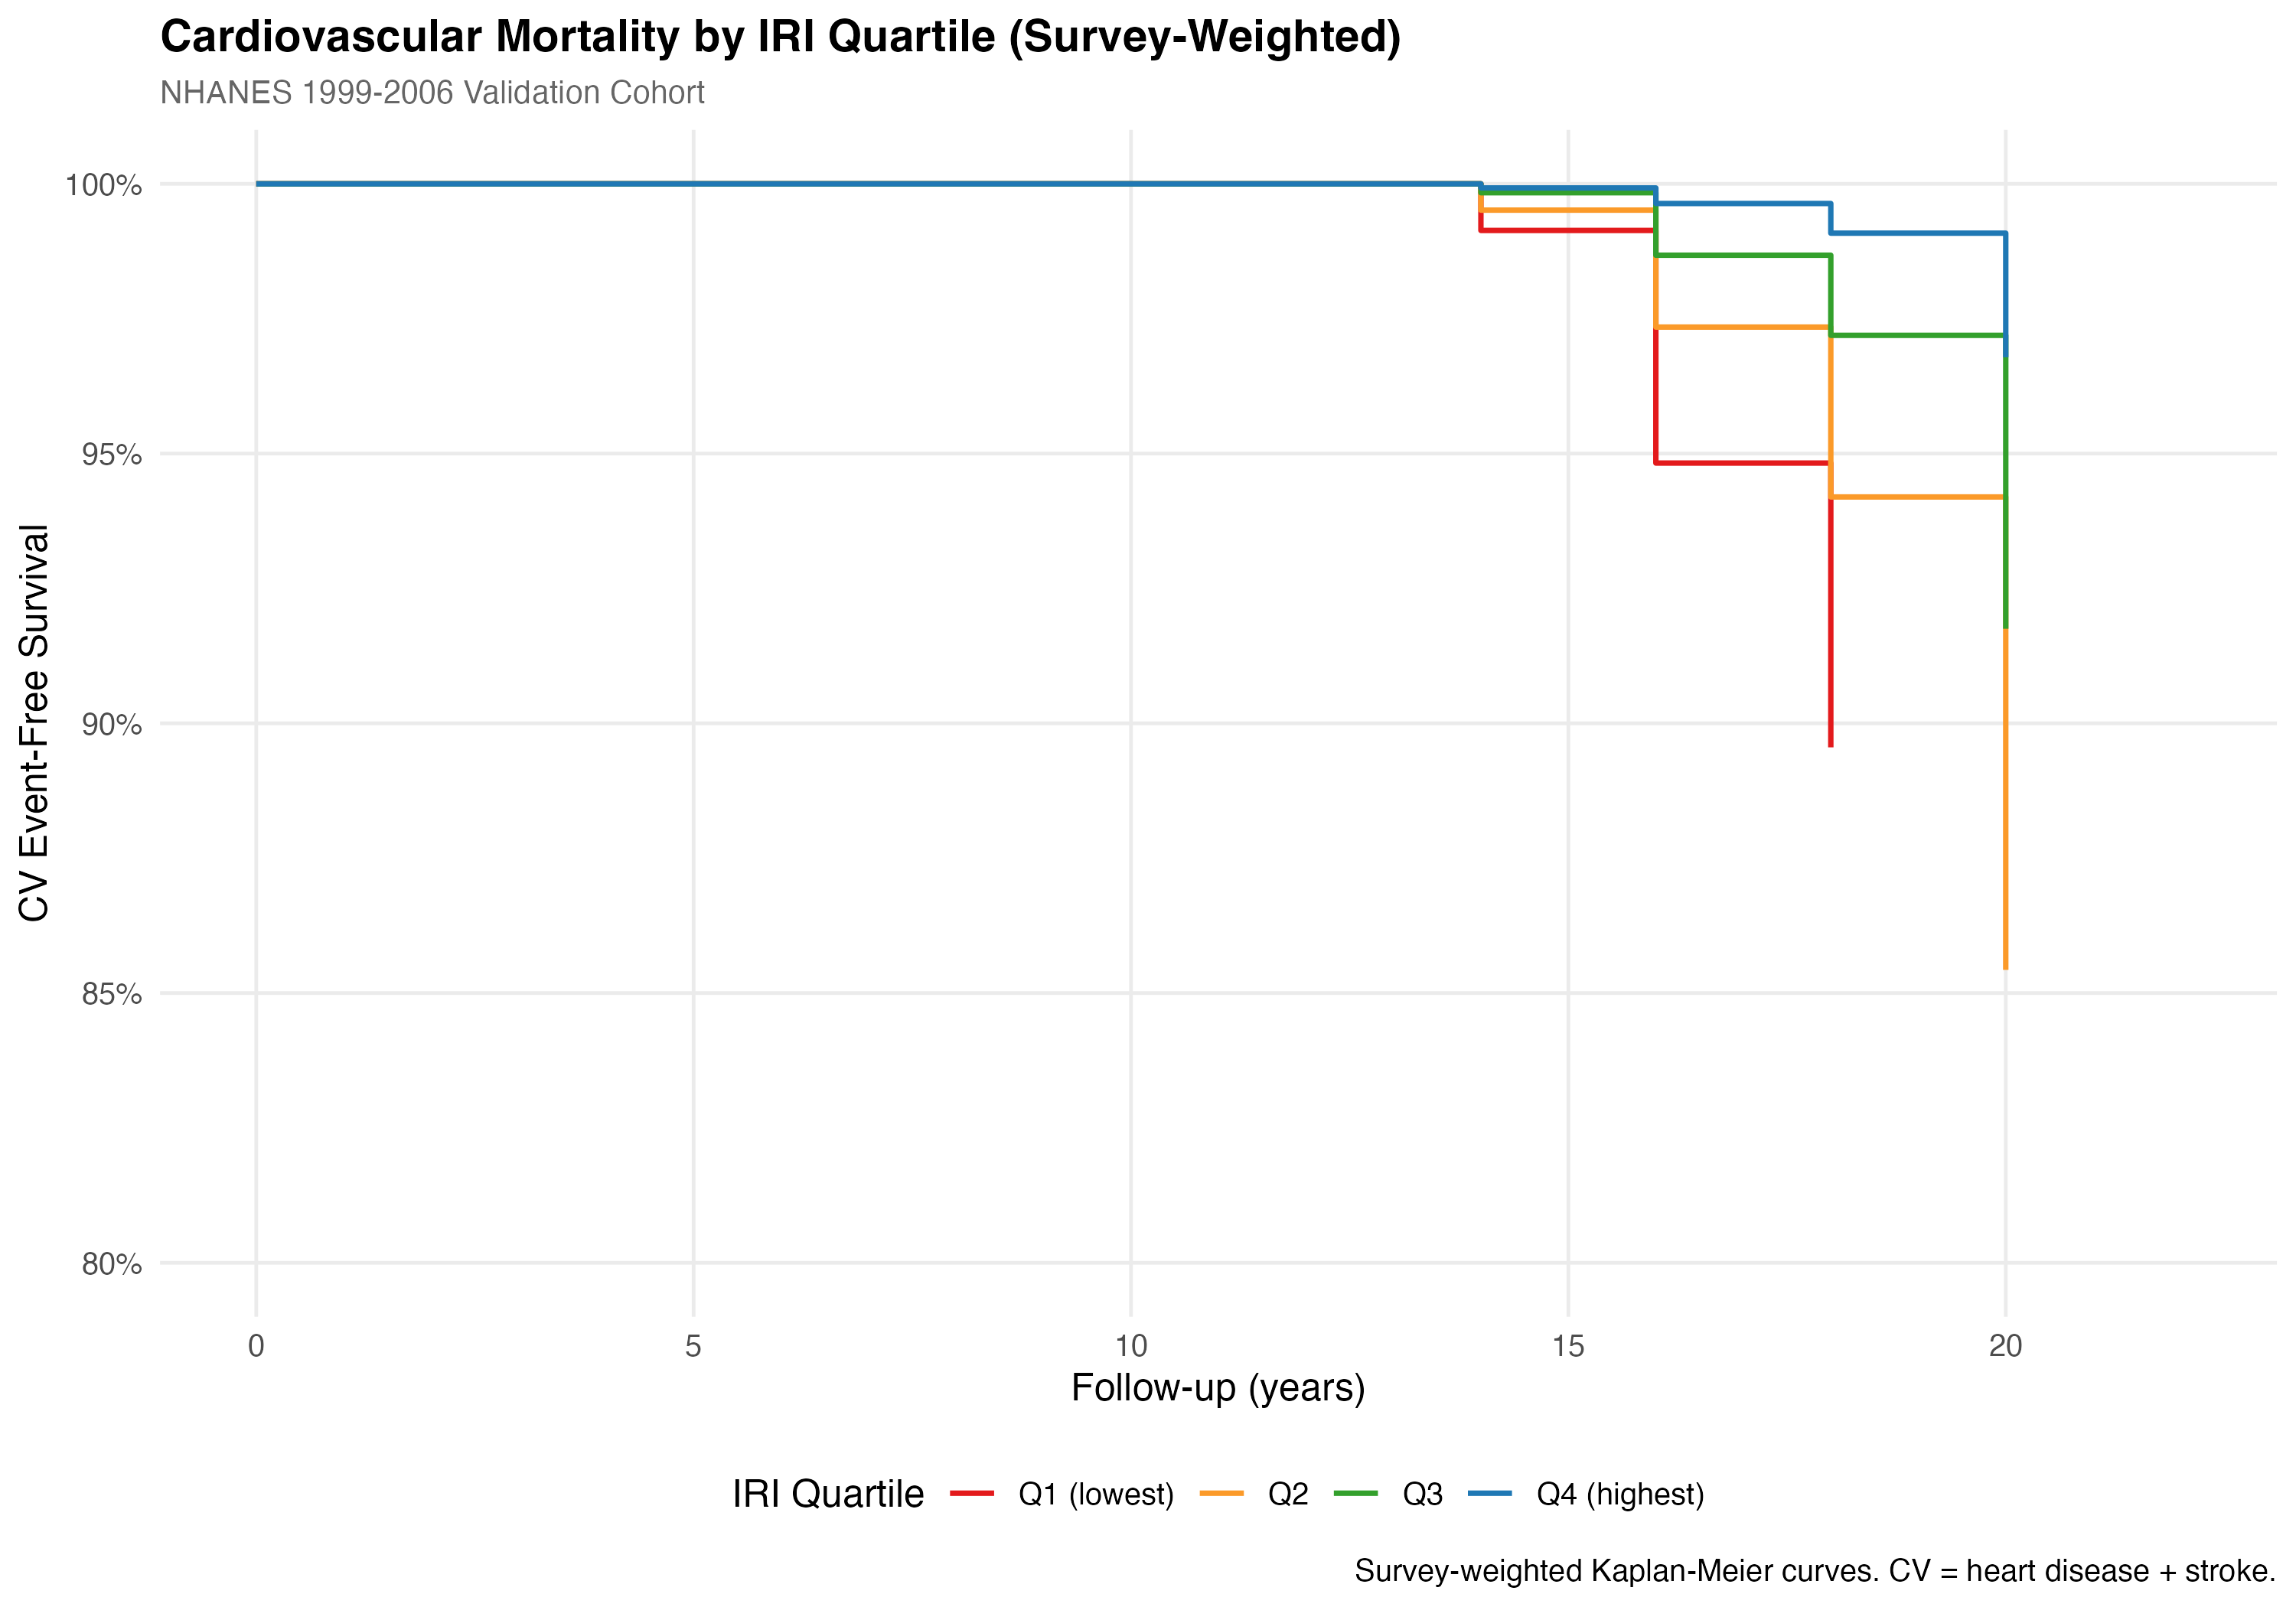 Cardiovascular Mortality by IRI Quartile (Survey-Weighted)
NHANES 1999-2006 Validation Cohort
CV Event-Free Survival
100%
95%
90%
85%
80%
0 5 10 15 20
Follow-up (years)
IRI Quartile Q1 (lowest) Q2 Q3 Q4 (highest)
Survey-weighted Kaplan-Meier curves. CV = heart disease + stroke.